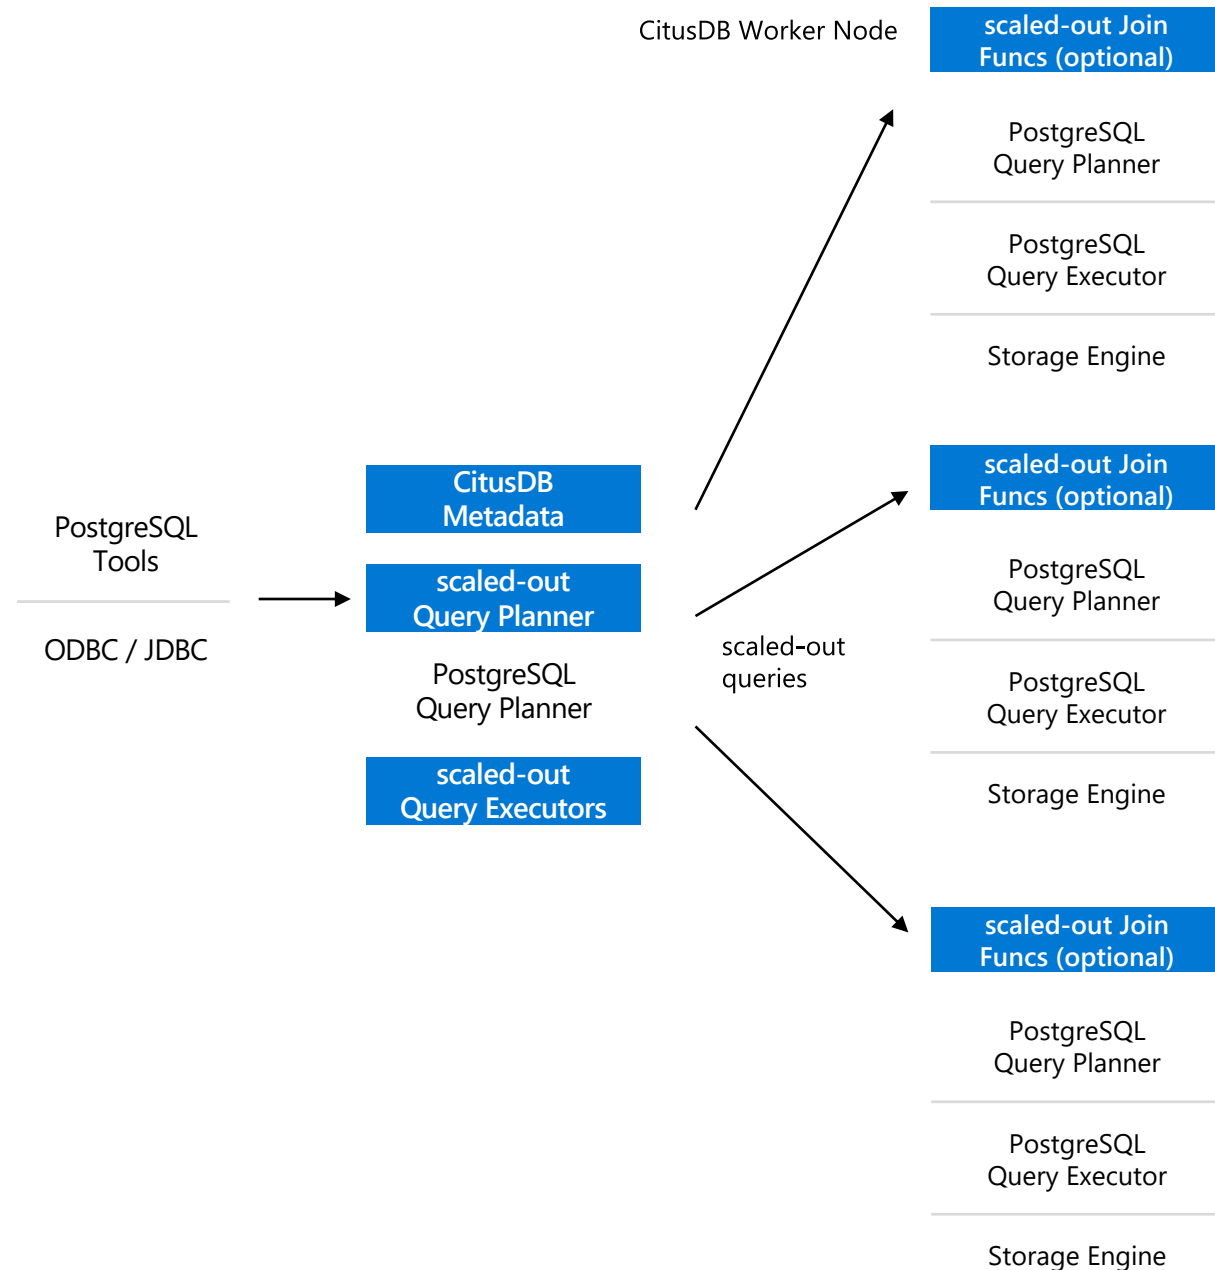 CitusDB Worker Node
scaled-out Join
Funcs (optional)
PostgreSQL
Query Planner
PostgreSQL
Query Executor
Storage Engine
PostgreSQL
Tools
ODBC / JDBC
CitusDB
Metadata
scaled-out
Query Planner
PostgreSQL
Query Planner
scaled-out
Query Executors
scaled-out
queries
scaled-out Join
Funcs (optional)
PostgreSQL
Query Planner
PostgreSQL
Query Executor
Storage Engine
scaled-out Join
Funcs (optional)
PostgreSQL
Query Planner
PostgreSQL
Query Executor
Storage Engine